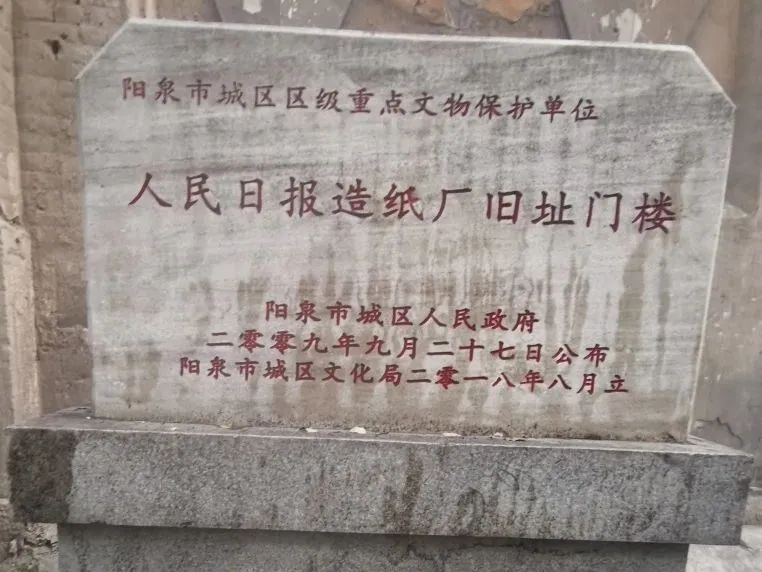 阳泉市城区区级重点文物保护单位
人民日报造纸厂旧址门楼
阳泉市城区人民政府
二零零九年九月二十七日公布
阳泉市城区文化局二零一八年八月立